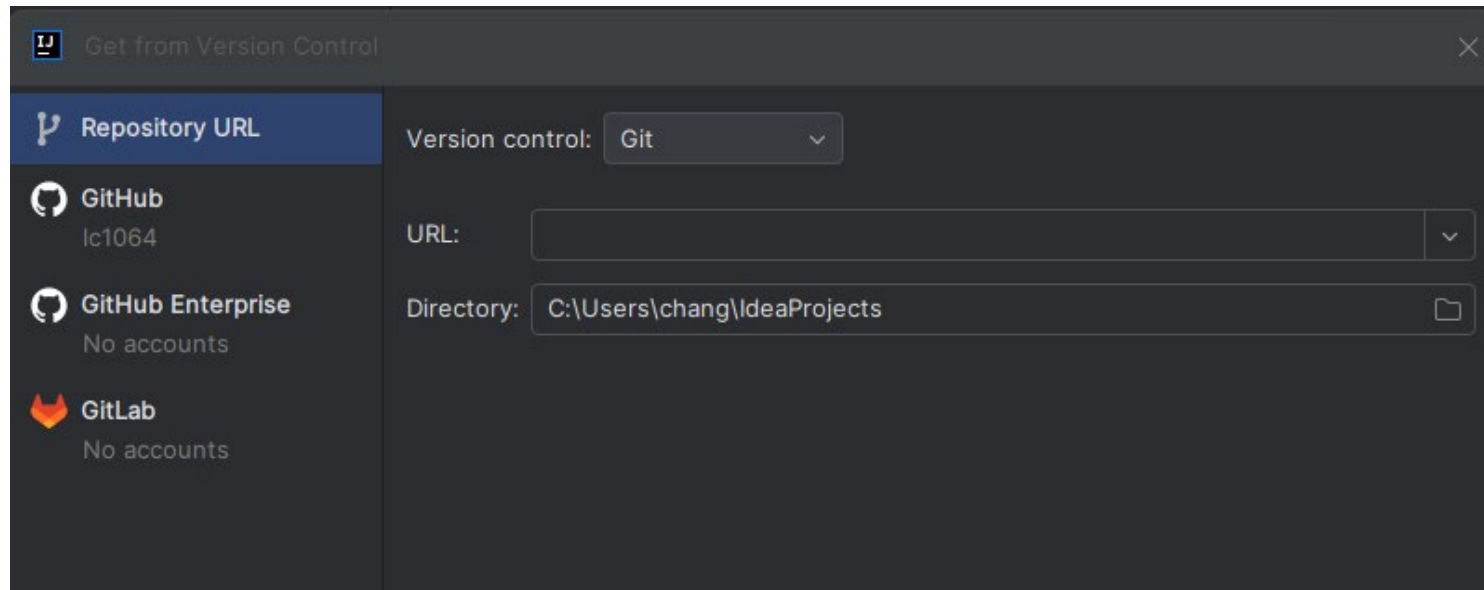 IJ
Get from Version Control
Repository URL
GitHub
lc1064
GitHub Enterprise
No accounts
GitLab
No accounts
Version control: Git
URL:
Directory: C:\Users\chang\IdeaProjects